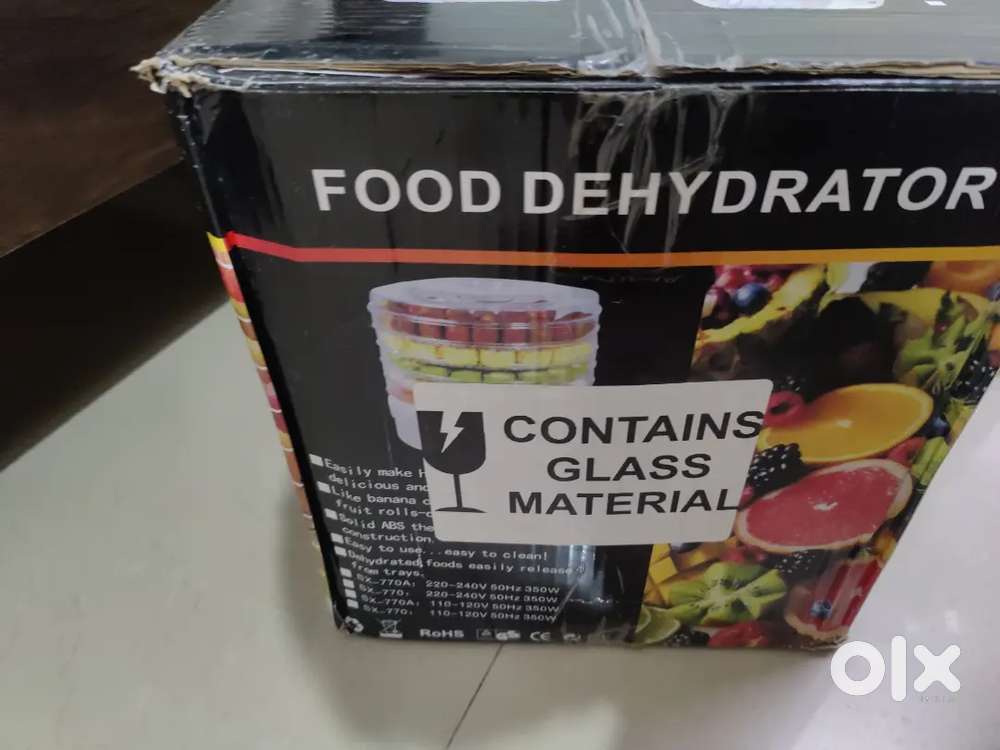 FOOD DEHYDRATOR
CONTAINS
GLASS
MATERIAL
Easily make
delicious and
Like banana
fruit rolls-
Solid ABS
construction.
Easy to use...easy to clean!
Dehydrated foods easily release
from trays.
SX-770A: 220-240V 50Hz 350W
SX-770: 220-240V 50Hz 350W
SX-770A: 110-120V 50Hz 350W
SX-770: 110-120V 50Hz 350W
RoHS GS CE
olx